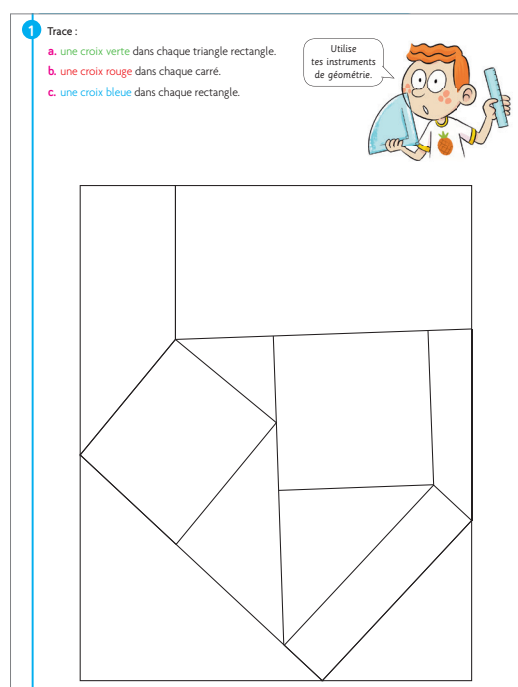 1 Trace :
a. une croix verte dans chaque triangle rectangle.
b. une croix rouge dans chaque carré.
c. une croix bleue dans chaque rectangle.
Utilise
tes instruments
de géométrie.